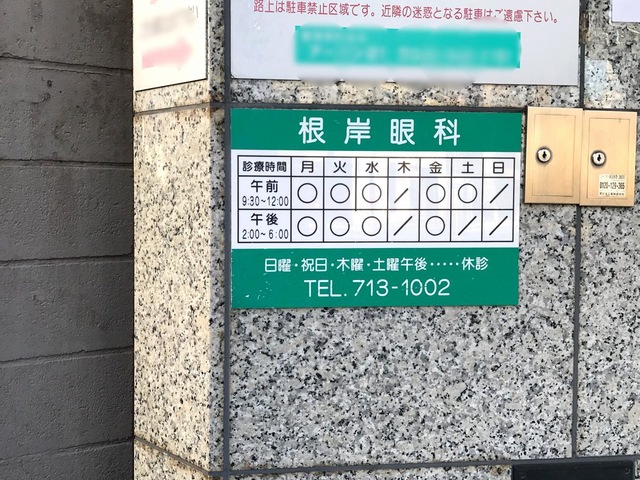 路上は駐車禁止区域です。近隣の迷惑となる駐車はご遠慮下さい。
根岸眼科
診療時間 月 火 水 木 金 土 日
午前 9:30~12:00 ○ ○ ○ ／ ○ ○ ／
午後 2:00~6:00 ○ ○ ○ ／ ○ ／ ／
日曜・祝日・木曜・土曜午後・・・・・休診
TEL. 713-1002